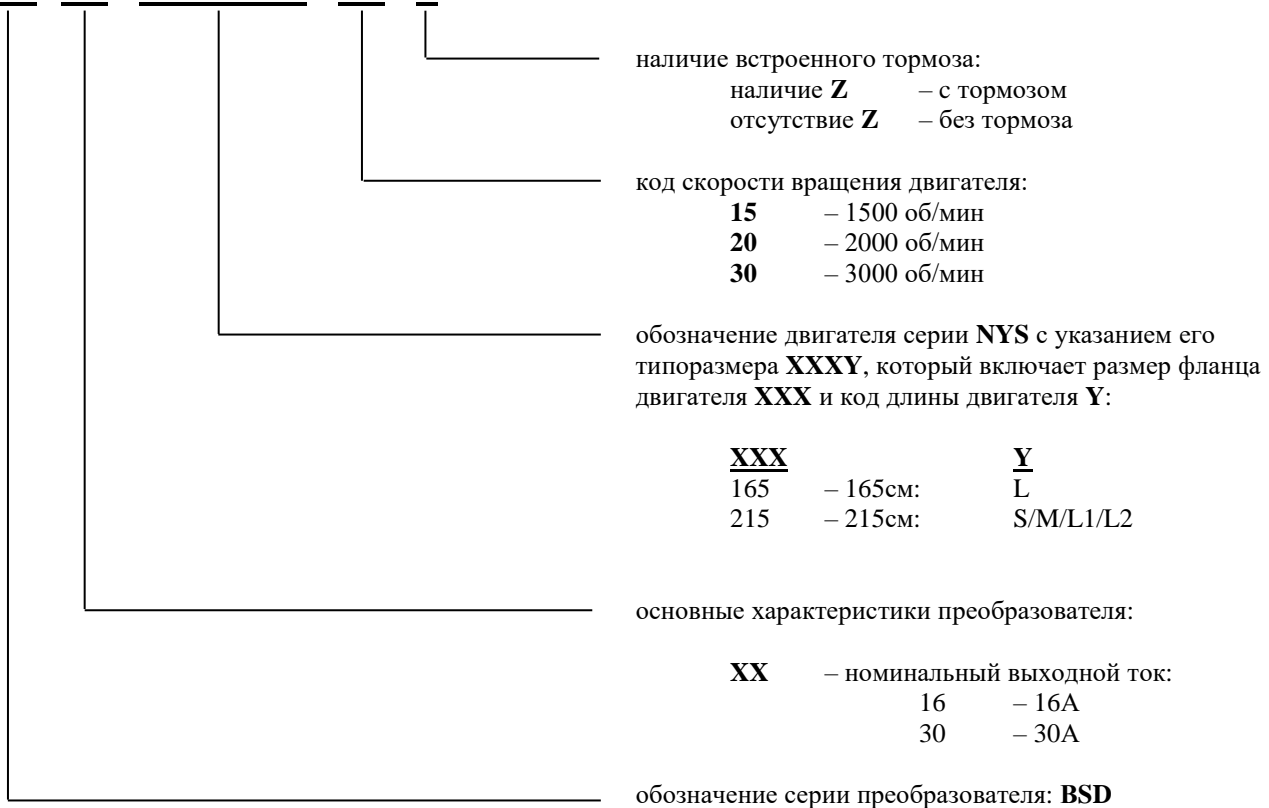 наличие встроенного тормоза:
наличие Z – с тормозом
отсутствие Z – без тормоза
код скорости вращения двигателя:
15 – 1500 об/мин
20 – 2000 об/мин
30 – 3000 об/мин
обозначение двигателя серии NYS с указанием его
типоразмера XXXY, который включает размер фланца
двигателя XXX и код длины двигателя Y:
XXX Y
165 – 165см: L
215 – 215см: S/M/L1/L2
основные характеристики преобразователя:
XX – номинальный выходной ток:
16 – 16А
30 – 30А
обозначение серии преобразователя: BSD